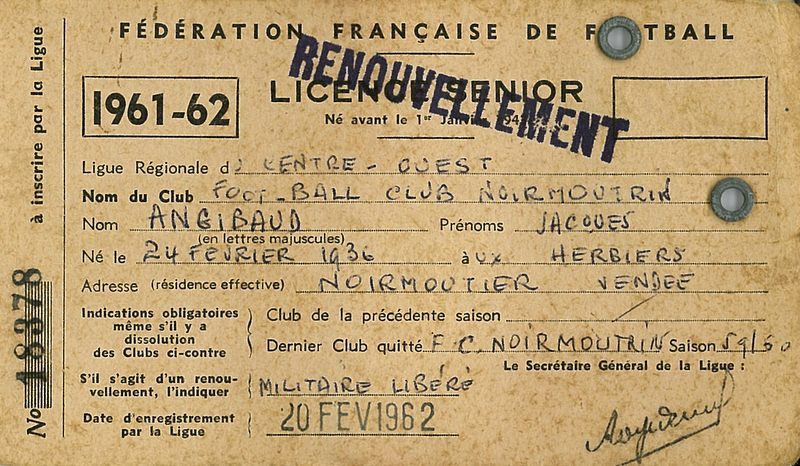 FÉDÉRATION FRANÇAISE DE FOOTBALL
à inscrire par la Ligue
No 18378
1961-62
LICENCE SENIOR
RENOUVELLEMENT
Né avant le 1er Janvier
Ligue Régionale du CENTRE - OUEST
Nom du Club FOOT-BALL CLUB NOIRMOUTRIN
Nom ANGIBAUD Prénoms JACQUES
(en lettres majuscules)
Né le 24 FEVRIER 1936 à UX HERBIERS
Adresse (résidence effective) NOIRMOUTIER VENDEE
Indications obligatoires
même s'il y a
dissolution
des Clubs ci-contre
Club de la précédente saison
Dernier Club quitté F.C. NOIRMOUTRIN Saison 59/60
Le Secrétaire Général de la Ligue :
S'il s'agit d'un renou-
vellement, l'indiquer
MILITAIRE LIBÉRÉ
Date d'enregistrement
par la Ligue
20 FEV 1962